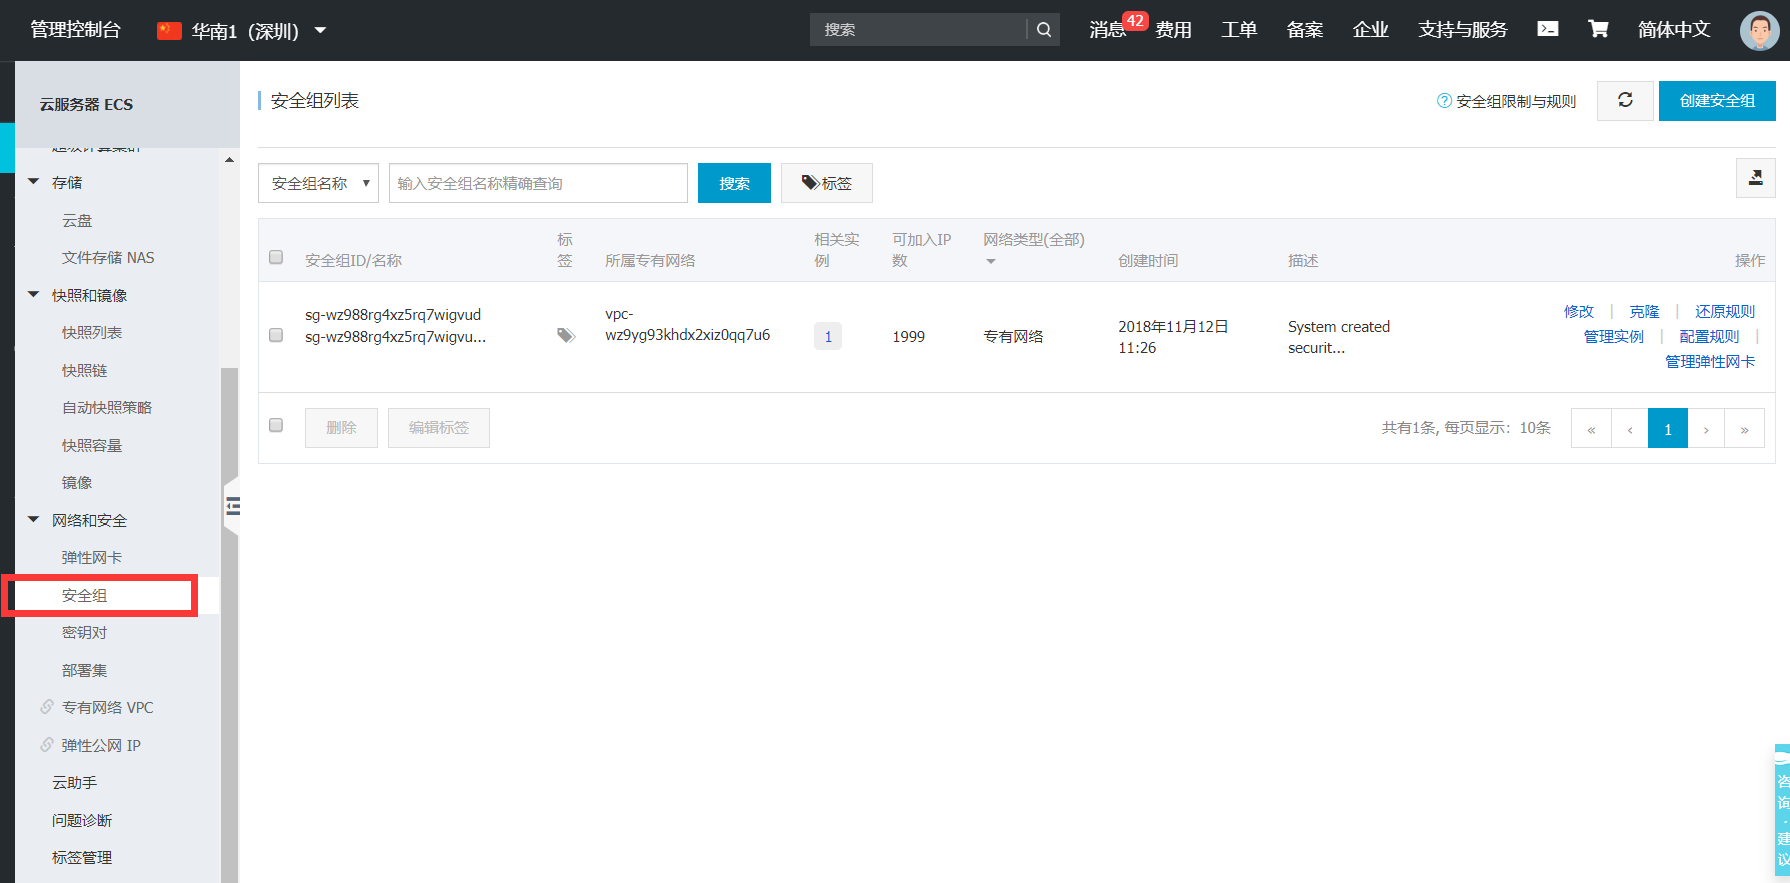 管理控制台
华南1（深圳）
搜索
消息 42
费用
工单
备案
企业
支持与服务
简体中文
云服务器 ECS
超级计算集群
存储
云盘
文件存储 NAS
快照和镜像
快照列表
快照链
自动快照策略
快照容量
镜像
网络和安全
弹性网卡
安全组
密钥对
部署集
专有网络 VPC
弹性公网 IP
云助手
问题诊断
标签管理
安全组列表
安全组限制与规则
创建安全组
安全组名称
输入安全组名称精确查询
搜索
标签
安全组ID/名称
标
签
所属专有网络
相关实
例
可加入IP
数
网络类型(全部)
创建时间
描述
操作
sg-wz988rg4xz5rq7wigvud
sg-wz988rg4xz5rq7wigvu...
vpc-
wz9yg93khdx2xiz0qq7u6
1
1999
专有网络
2018年11月12日
11:26
System created
securit...
修改 | 克隆 | 还原规则
管理实例 | 配置规则 |
管理弹性网卡
删除
编辑标签
共有1条, 每页显示：10条
« ‹ 1 › »
咨
询
·
建
议